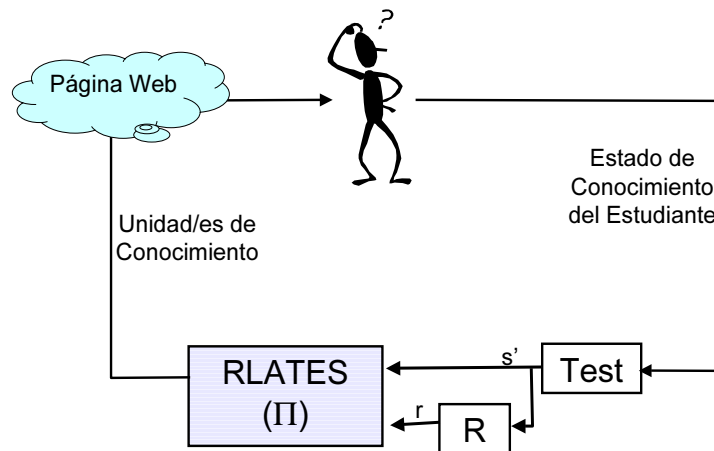 ?
Página Web
Estado de
Conocimiento
del Estudiante
Unidad/es de
Conocimiento
RLATES
(Π)
s’
Test
r
R